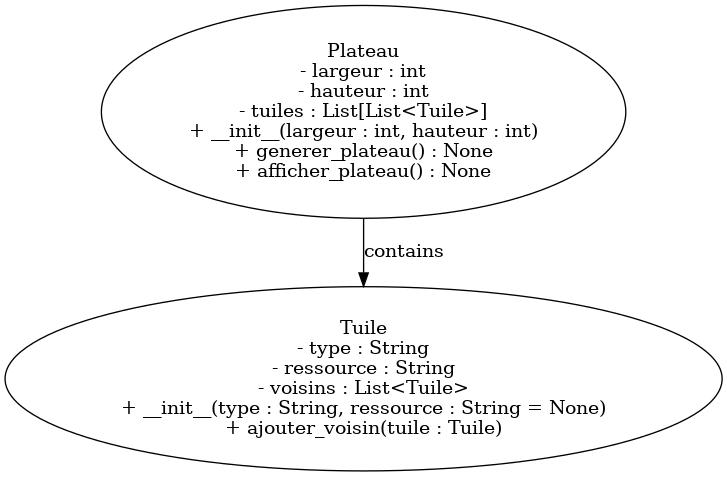 Plateau
- largeur : int
- hauteur : int
- tuiles : List[List<Tuile>]
+ __init__(largeur : int, hauteur : int)
+ generer_plateau() : None
+ afficher_plateau() : None
contains
Tuile
- type : String
- ressource : String
- voisins : List<Tuile>
+ __init__(type : String, ressource : String = None)
+ ajouter_voisin(tuile : Tuile)